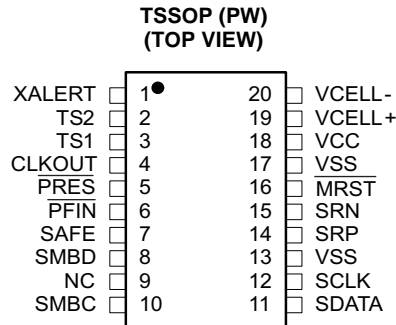 TSSOP (PW)
(TOP VIEW)
XALERT 1 20 VCELL-
TS2 2 19 VCELL+
TS1 3 18 VCC
CLKOUT 4 17 VSS
PRES 5 16 MRST
PFIN 6 15 SRN
SAFE 7 14 SRP
SMBD 8 13 VSS
NC 9 12 SCLK
SMBC 10 11 SDATA